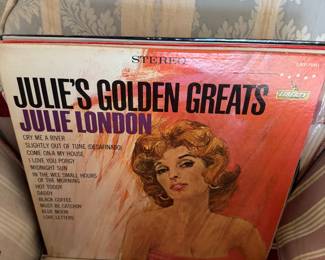 STEREO
JULIE'S GOLDEN GREATS
JULIE LONDON
CRY ME A RIVER
SLIGHTLY OUT OF TUNE (DESAFINADO)
COME ON-A MY HOUSE
I LOVE YOU PORGY
MIDNIGHT SUN
IN THE WEE SMALL HOURS
OF THE MORNING
HOT TODDY
DADDY
BLACK COFFEE
MUST BE CATCHIN'
BLUE MOON
LOVE LETTERS
LIBERTY